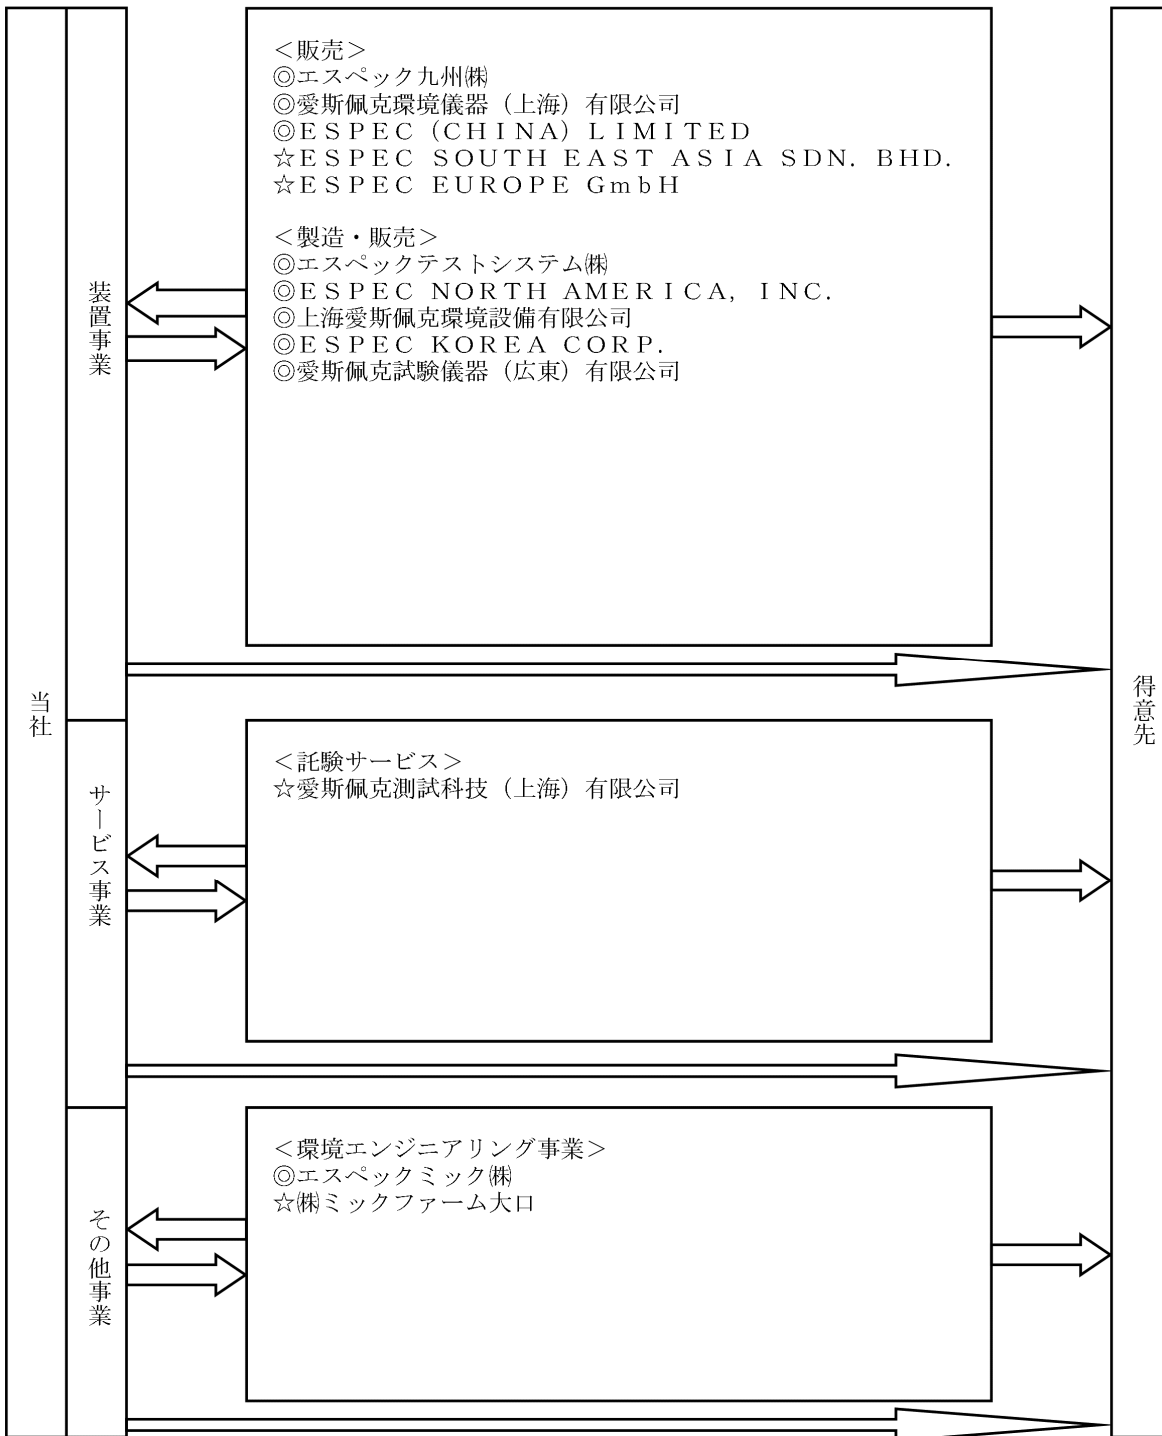 当社
装置事業
＜販売＞
◎エスペック九州㈱
◎愛斯佩克環境儀器（上海）有限公司
◎ＥＳＰＥＣ（ＣＨＩＮＡ）ＬＩＭＩＴＥＤ
☆ＥＳＰＥＣ ＳＯＵＴＨ ＥＡＳＴ ＡＳＩＡ ＳＤＮ．ＢＨＤ．
☆ＥＳＰＥＣ ＥＵＲＯＰＥ ＧｍｂＨ
＜製造・販売＞
◎エスペックテストシステム㈱
◎ＥＳＰＥＣ ＮＯＲＴＨ ＡＭＥＲＩＣＡ，ＩＮＣ．
◎上海愛斯佩克環境設備有限公司
◎ＥＳＰＥＣ ＫＯＲＥＡ ＣＯＲＰ．
◎愛斯佩克試験儀器（広東）有限公司
サービス事業
＜託験サービス＞
☆愛斯佩克測試科技（上海）有限公司
その他事業
＜環境エンジニアリング事業＞
◎エスペックミック㈱
☆㈱ミックファーム大口
得意先